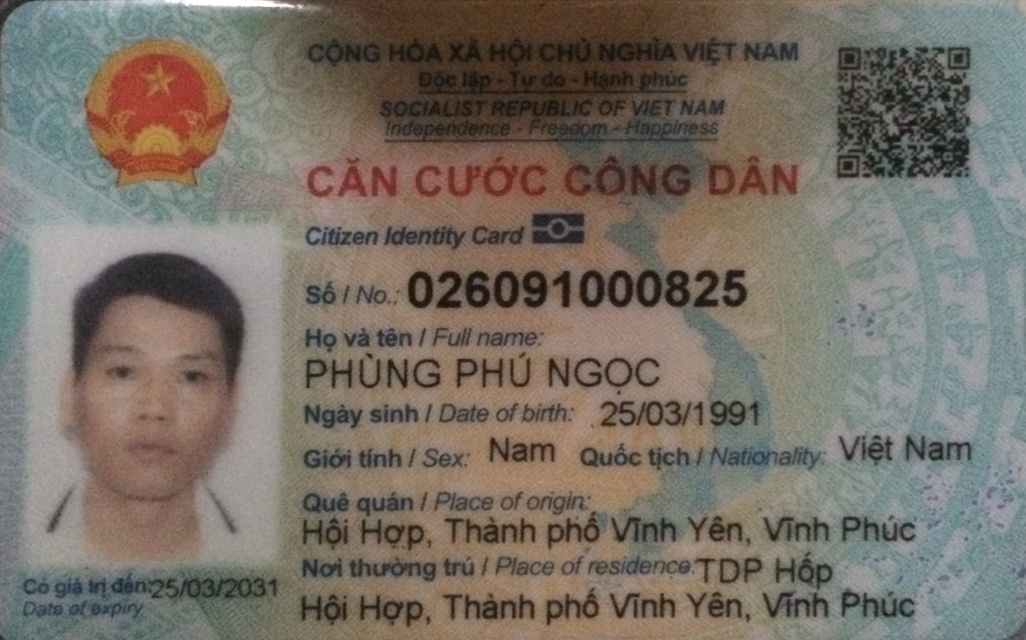 CỘNG HÒA XÃ HỘI CHỦ NGHĨA VIỆT NAM
Độc lập - Tự do - Hạnh phúc
SOCIALIST REPUBLIC OF VIET NAM
Independence - Freedom - Happiness
CĂN CƯỚC CÔNG DÂN
Citizen Identity Card
Số / No.: 026091000825
Họ và tên / Full name:
PHÙNG PHÚ NGỌC
Ngày sinh / Date of birth: 25/03/1991
Giới tính / Sex: Nam Quốc tịch / Nationality: Việt Nam
Quê quán / Place of origin:
Hội Hợp, Thành phố Vĩnh Yên, Vĩnh Phúc
Nơi thường trú / Place of residence: TDP Hốp
Hội Hợp, Thành phố Vĩnh Yên, Vĩnh Phúc
Có giá trị đến: 25/03/2031
Date of expiry